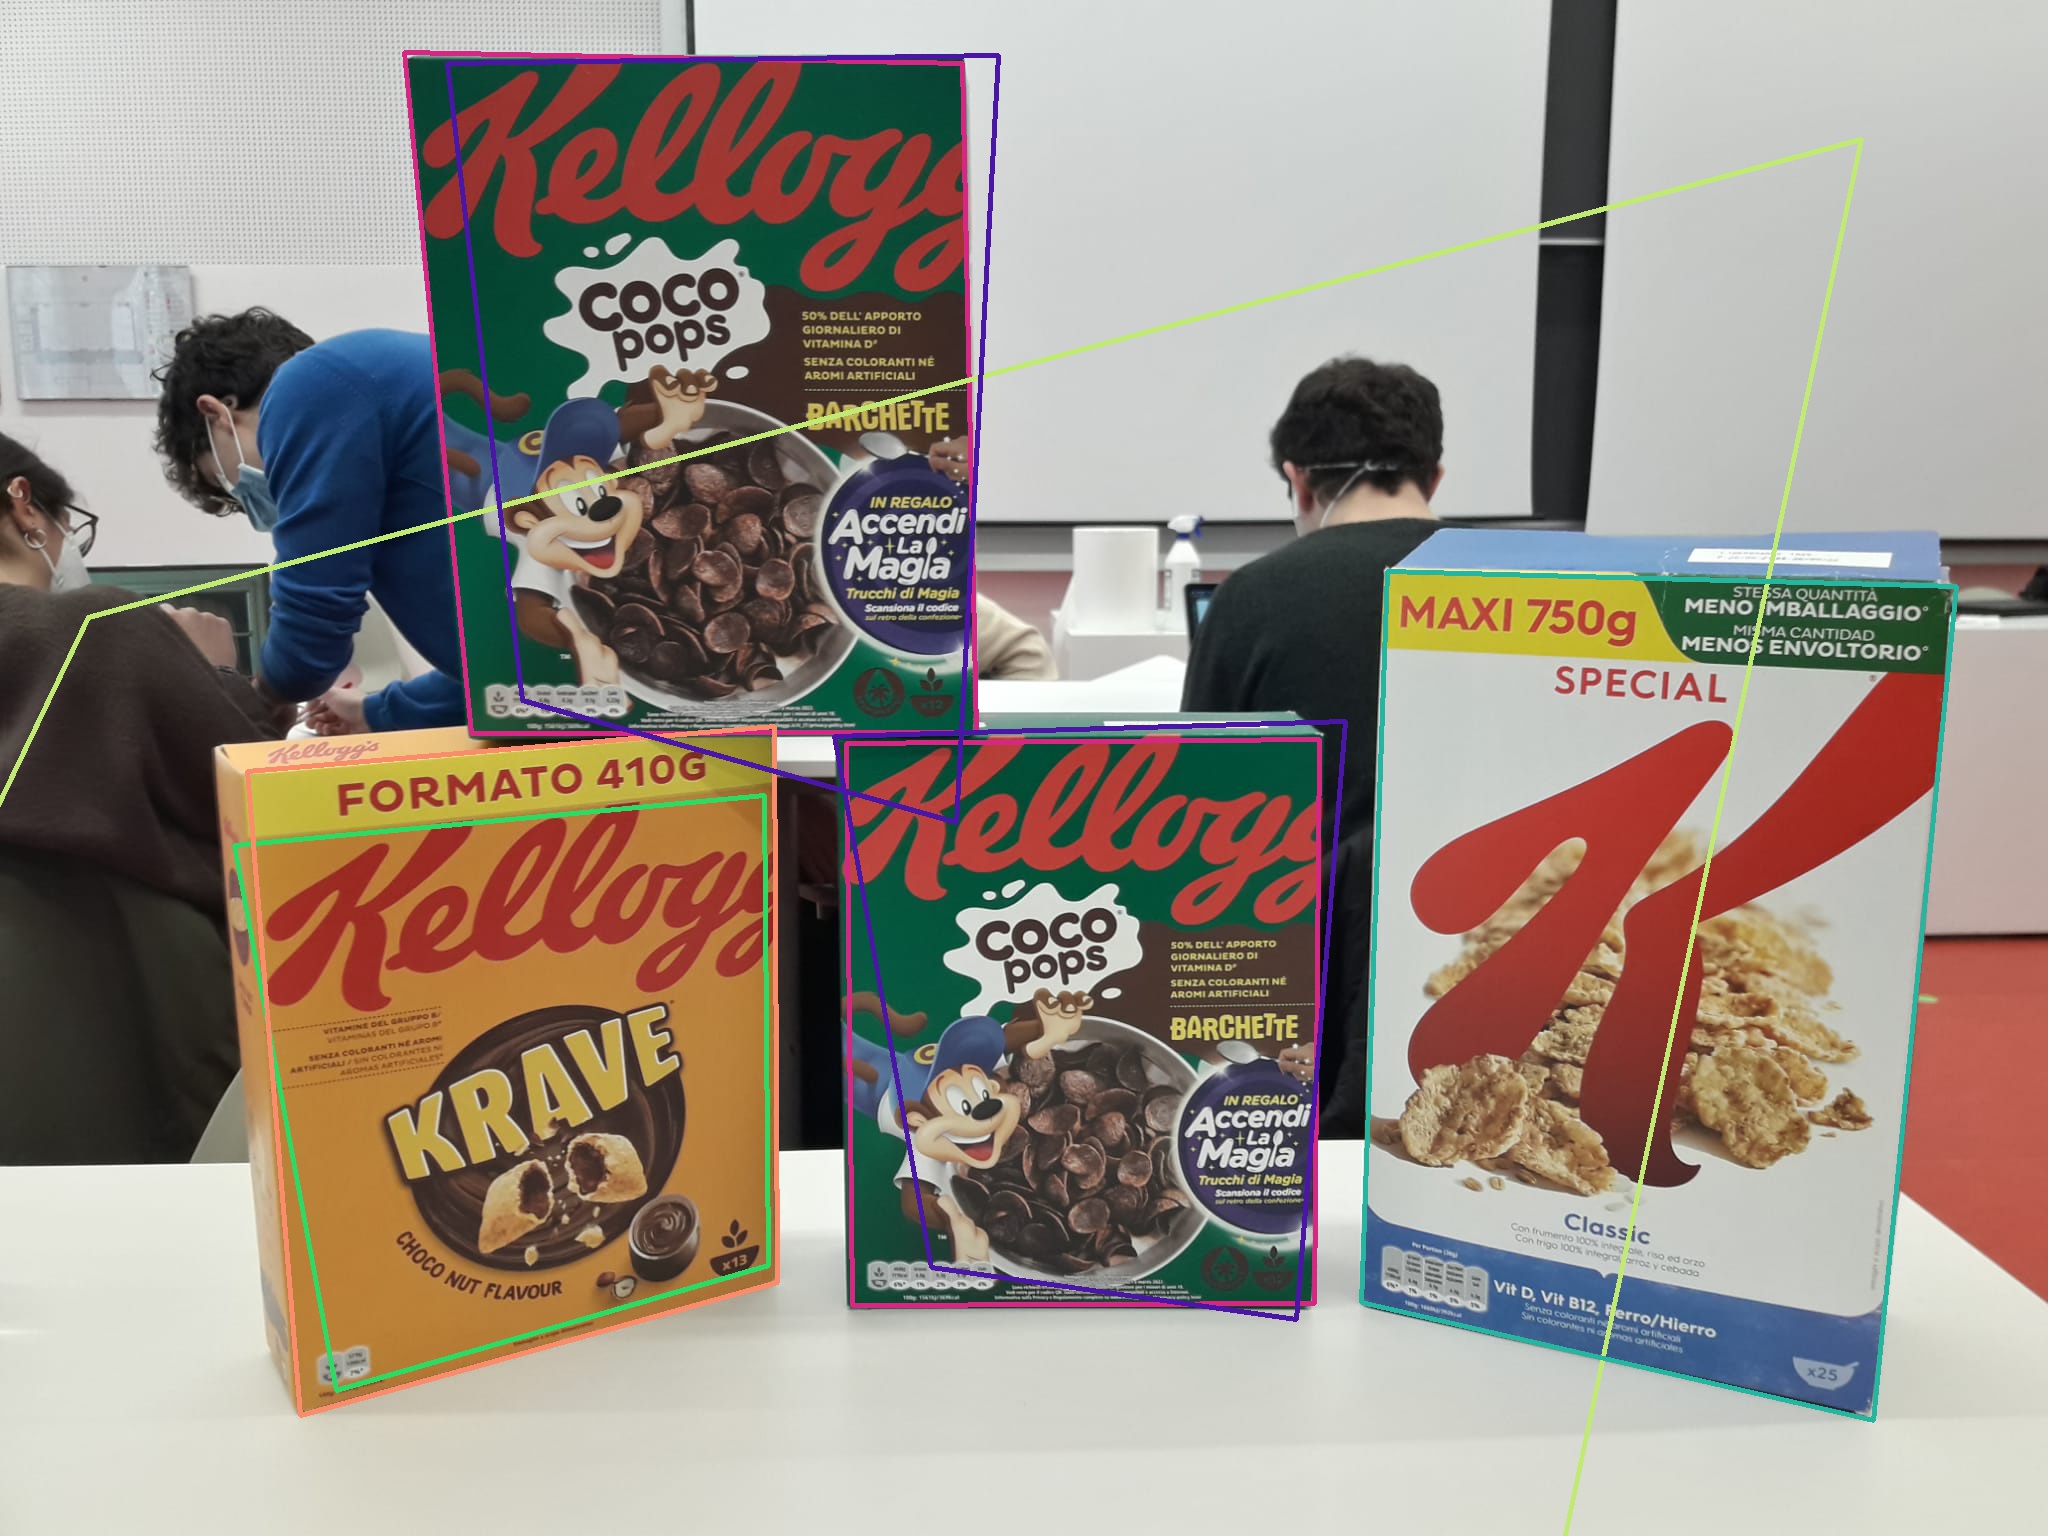 Kellogg
COCO
pops
50% DELL' APPORTO
GIORNALIERO DI
VITAMINA D*
SENZA COLORANTI NÉ
AROMI ARTIFICIALI
BARCHETTE
IN REGALO
Accendi
La
Magia
Trucchi di Magia
Scansiona il codice
sul retro della confezione*
TM
x12
Kellogg's
FORMATO 410G
Kellogg
VITAMINE DEL GRUPPO B/
VITAMINAS DEL GRUPO B*
SENZA COLORANTI NÉ AROMI
ARTIFICIALI / SIN COLORANTES NI
AROMAS ARTIFICIALES*
KRAVE
CHOCO NUT FLAVOUR
x13
Kellogg
COCO
pops
50% DELL' APPORTO
GIORNALIERO DI
VITAMINA D*
SENZA COLORANTI NÉ
AROMI ARTIFICIALI
BARCHETTE
IN REGALO
Accendi
La
Magia
Trucchi di Magia
Scansiona il codice
sul retro della confezione*
TM
x12
MAXI 750g
STESSA QUANTITÀ
MENO IMBALLAGGIO°
MISMA CANTIDAD
MENOS ENVOLTORIO°
SPECIAL
K
Classic
Con frumento 100% integrale, riso ed orzo
Con trigo 100% integral, arroz y cebada
Vit D, Vit B12, Ferro/Hierro
Senza coloranti né aromi artificiali
Sin colorantes ni aromas artificiales
x25